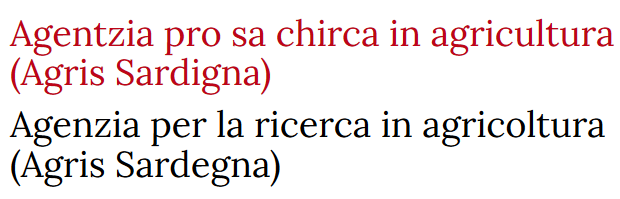 Agentzia pro sa chirca in agricultura
(Agris Sardigna)
Agenzia per la ricerca in agricoltura
(Agris Sardegna)